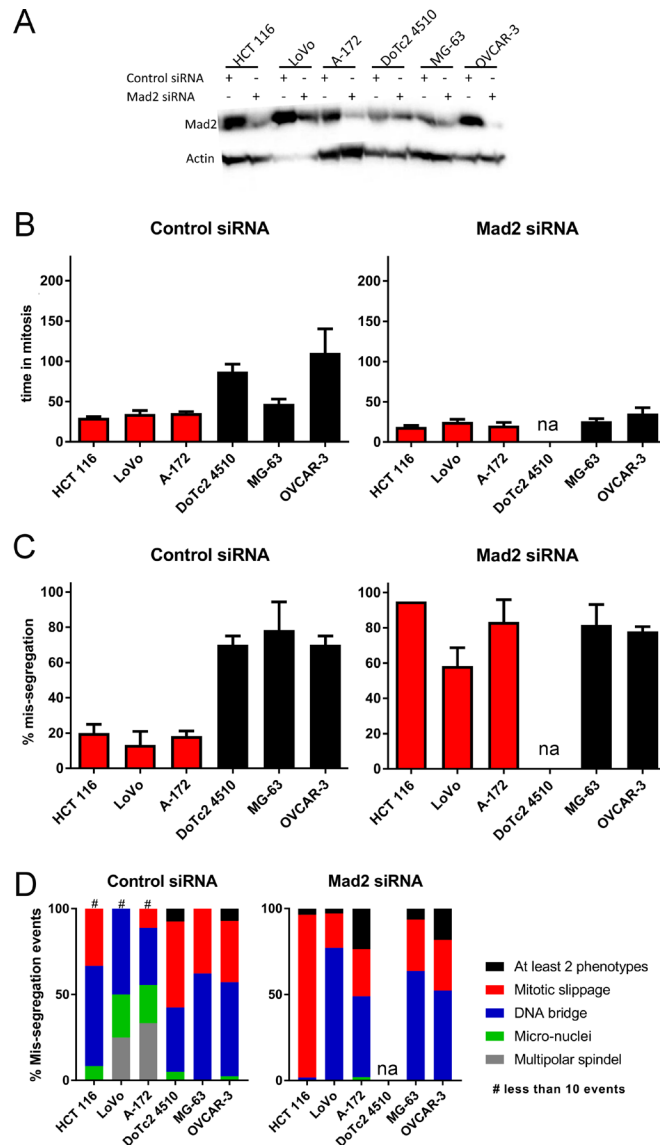 A
HCT 116 LoVo A-172 DoTc2 4510 MG-63 OVCAR-3
Control siRNA + - + - + - + - + - + -
Mad2 siRNA - + - + - + - + - + - +
Mad2
Actin
B
Control siRNA Mad2 siRNA
time in mitosis
200
150
100
50
0
HCT 116 LoVo A-172 DoTc2 4510 MG-63 OVCAR-3
200
150
100
50
0
na
HCT 116 LoVo A-172 DoTc2 4510 MG-63 OVCAR-3
C
Control siRNA Mad2 siRNA
% mis-segregation
100
80
60
40
20
0
HCT 116 LoVo A-172 DoTc2 4510 MG-63 OVCAR-3
100
80
60
40
20
0
na
HCT 116 LoVo A-172 DoTc2 4510 MG-63 OVCAR-3
D
Control siRNA Mad2 siRNA
% Mis-segregation events
# # #
100
50
0
HCT 116 LoVo A-172 DoTc2 4510 MG-63 OVCAR-3
100
50
0
na
HCT 116 LoVo A-172 DoTc2 4510 MG-63 OVCAR-3
At least 2 phenotypes
Mitotic slippage
DNA bridge
Micro-nuclei
Multipolar spindel
# less than 10 events